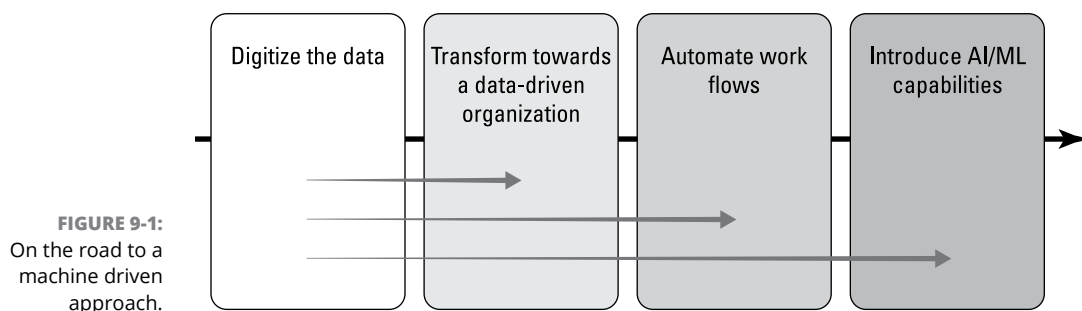 Digitize the data
Transform towards
a data-driven
organization
Automate work
flows
Introduce AI/ML
capabilities
FIGURE 9-1:
On the road to a
machine driven
approach.